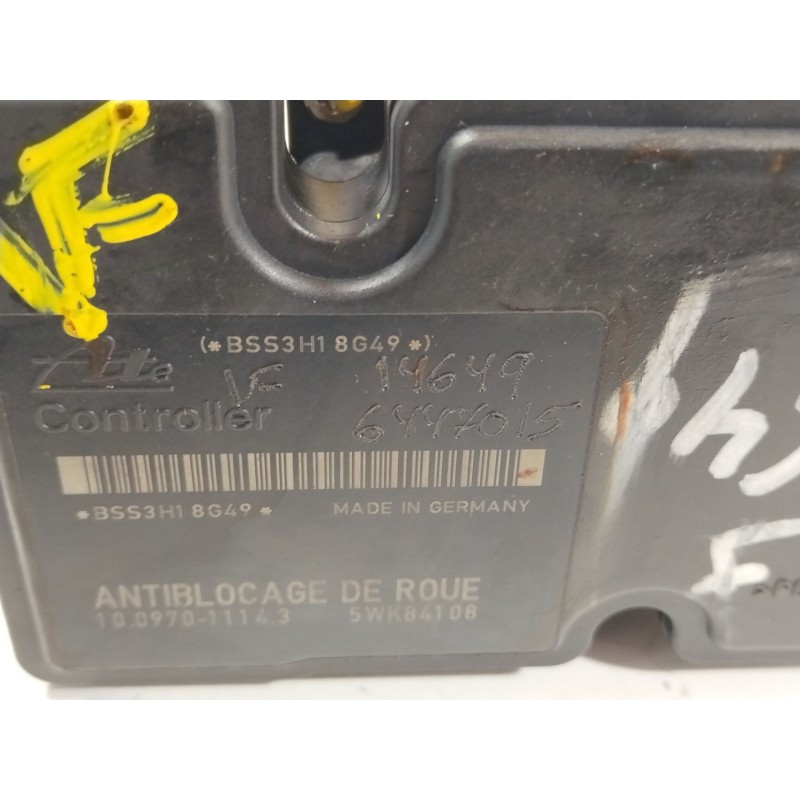 F
(*BSS3H1 8G49*)
Ate
VF 14649
Controller
6447015
*BSS3H1 8G49*
MADE IN GERMANY
ANTIBLOCAGE DE ROUE
10.0970-1114.3 5WK84108
F